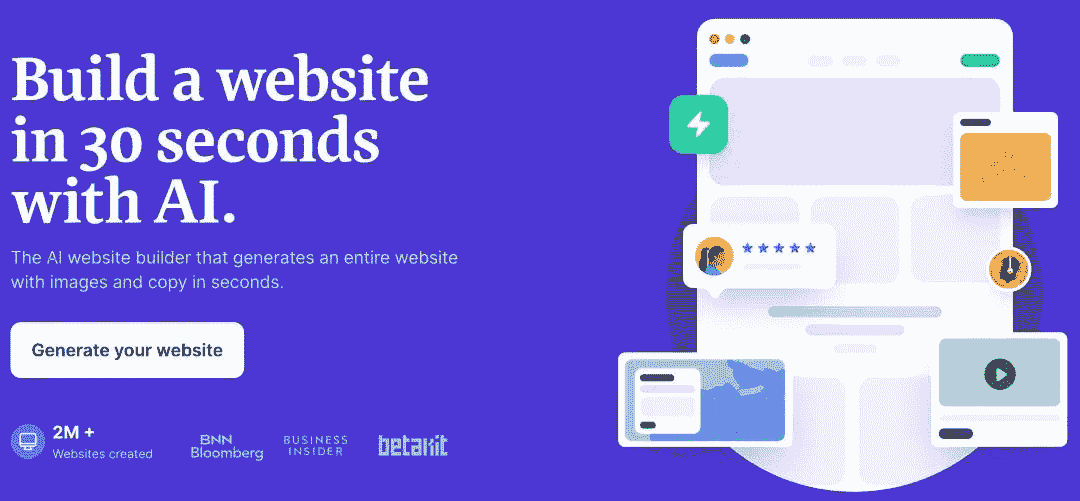 Build a website
in 30 seconds
with AI.
The AI website builder that generates an entire website
with images and copy in seconds.
Generate your website
2M +
Websites created
BNN
Bloomberg
BUSINESS
INSIDER
betakit